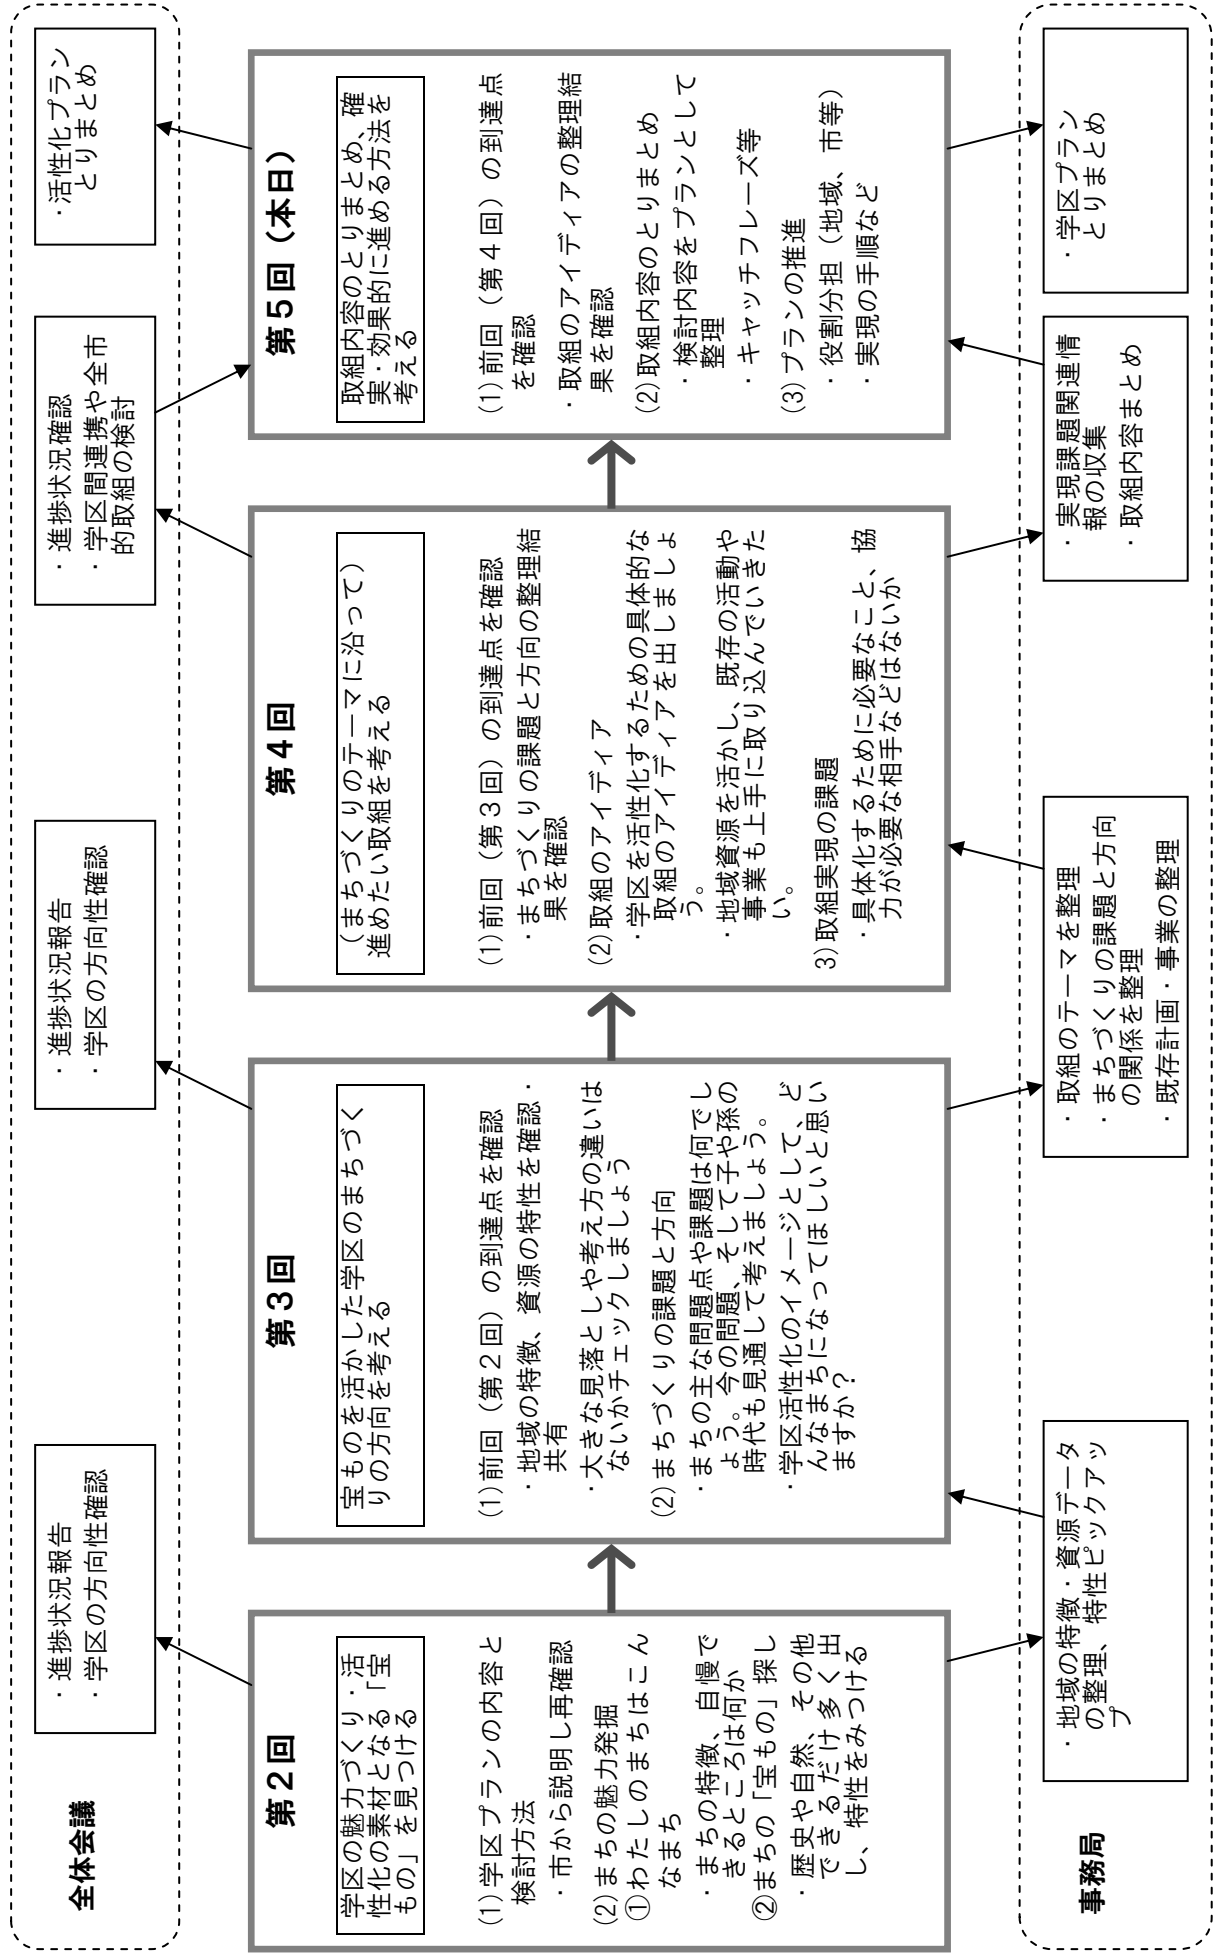 全体会議
・進捗状況報告
・学区の方向性確認
・進捗状況報告
・学区の方向性確認
・進捗状況確認
・学区間連携や全市
的取組の検討
・活性化プラン
とりまとめ
第２回
学区の魅力づくり・活
性化の素材となる「宝
もの」を見つける
(1)学区プランの内容と
検討方法
・市から説明し再確認
(2)まちの魅力発掘
①わたしのまちはこん
なまち
・まちの特徴、自慢で
きるところは何か
②まちの「宝もの」探し
・歴史や自然、その他
できるだけ多く出
し、特性をみつける
第３回
宝ものを活かした学区のまちづく
りの方向を考える
(1)前回（第２回）の到達点を確認
・地域の特徴、資源の特性を確認・
共有
・大きな見落としや考え方の違いは
ないかチェックしましょう
(2)まちづくりの課題と方向
・まちの主な問題点や課題は何でし
ょう。今の問題、そして子や孫の
時代も見通して考えましょう。
・学区活性化のイメージとして、ど
んなまちになってほしいと思い
ますか？
第４回
（まちづくりのテーマに沿って）
進めたい取組を考える
(1)前回（第３回）の到達点を確認
・まちづくりの課題と方向の整理結
果を確認
(2)取組のアイディア
・学区を活性化するための具体的な
取組のアイディアを出しましょ
う。
・地域資源を活かし、既存の活動や
事業も上手に取り込んでいきた
い。
3)取組実現の課題
・具体化するために必要なこと、協
力が必要な相手などはないか
第５回（本日）
取組内容のとりまとめ、確
実・効果的に進める方法を
考える
(1)前回（第４回）の到達点
を確認
・取組のアイディアの整理結
果を確認
(2)取組内容のとりまとめ
・検討内容をプランとして
整理
・キャッチフレーズ等
(3)プランの推進
・役割分担（地域、市等）
・実現の手順など
事務局
・地域の特徴・資源データ
の整理、特性ピックアッ
プ
・取組のテーマを整理
・まちづくりの課題と方向
の関係を整理
・既存計画・事業の整理
・実現課題関連情
報の収集
・取組内容まとめ
・学区プラン
とりまとめ